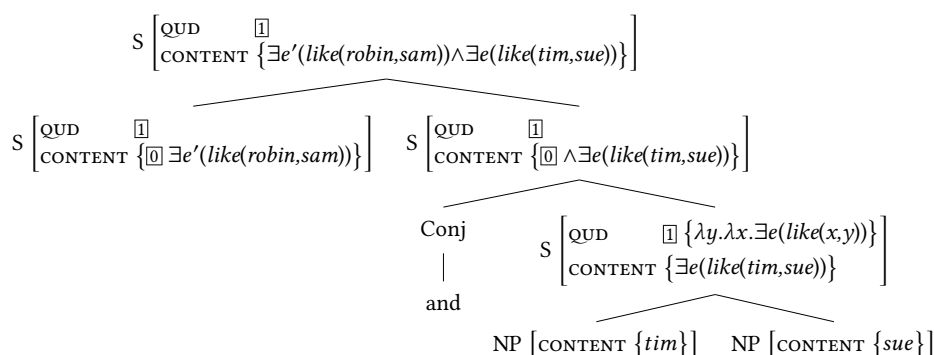 S [QUD 1
CONTENT {∃e′(like(robin,sam))∧∃e(like(tim,sue))}]
S [QUD 1
CONTENT {0 ∃e′(like(robin,sam))}]
S [QUD 1
CONTENT {0 ∧∃e(like(tim,sue))}]
Conj
and
S [QUD 1 {λy.λx.∃e(like(x,y))}
CONTENT {∃e(like(tim,sue))}]
NP [CONTENT {tim}] NP [CONTENT {sue}]